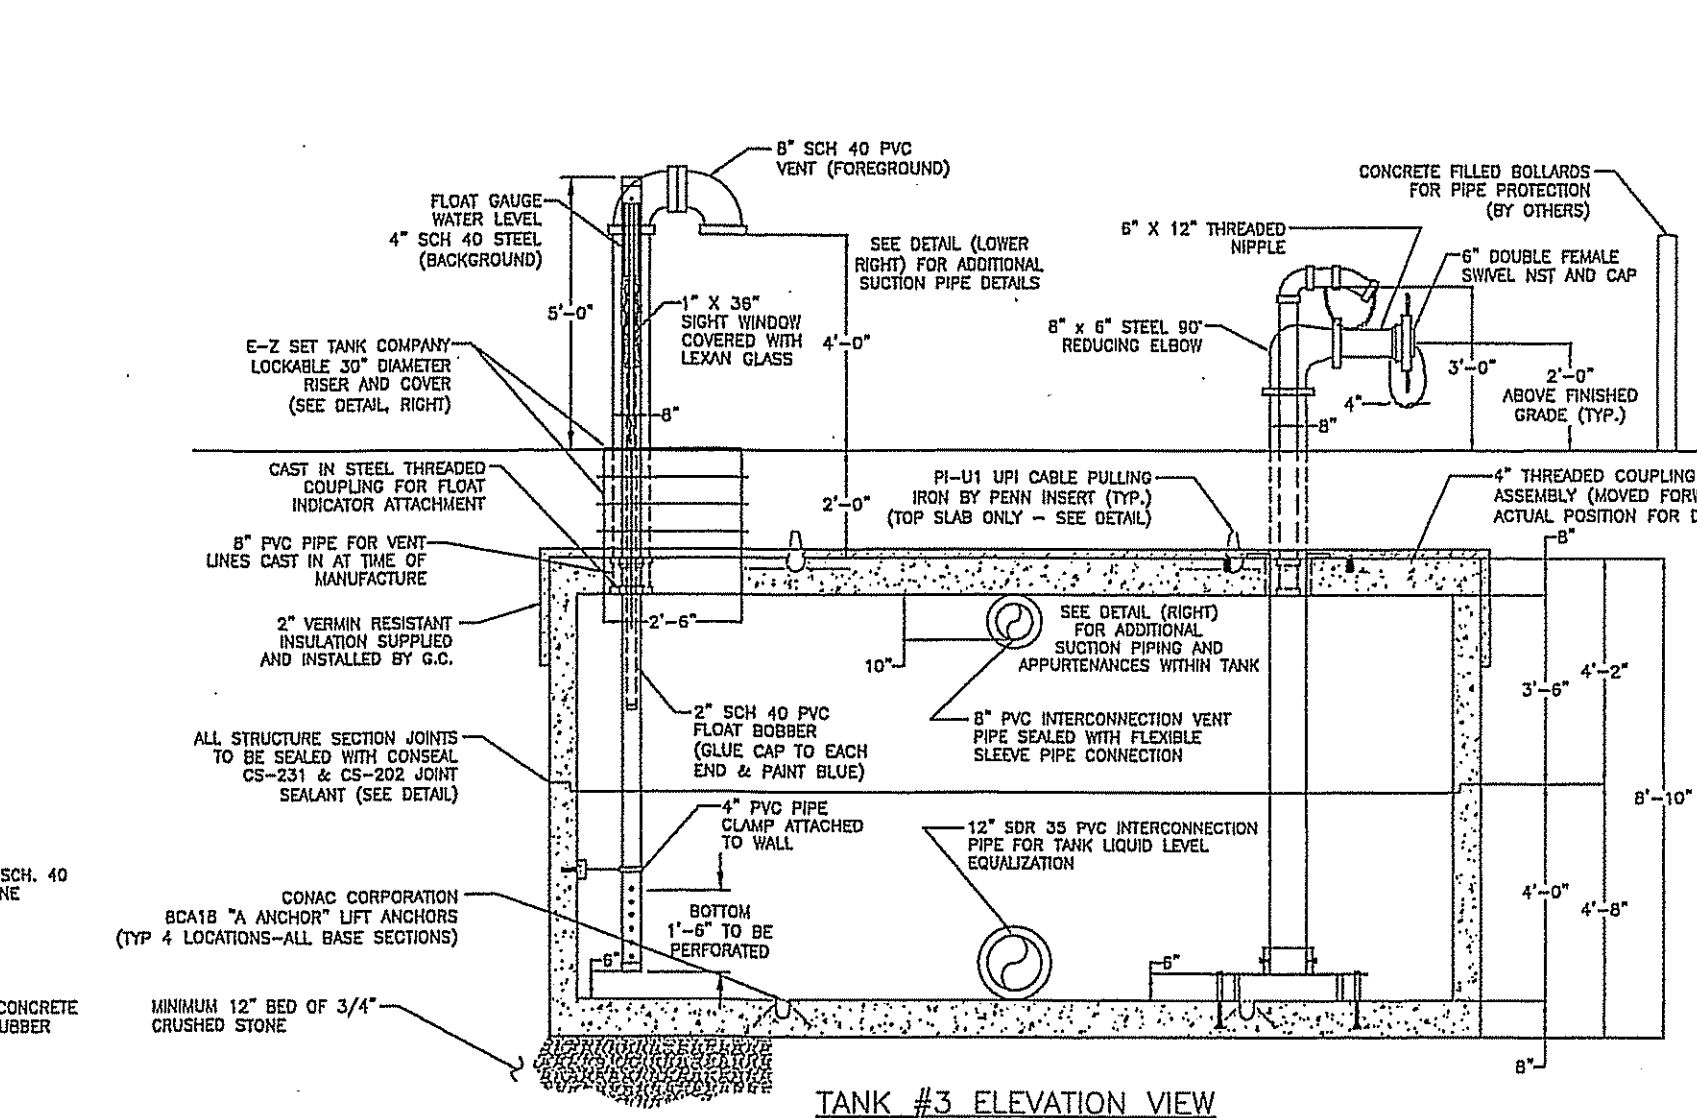 8" SCH 40 PVC
VENT (FOREGROUND)
FLOAT GAUGE
WATER LEVEL
4" SCH 40 STEEL
(BACKGROUND)
5'-0"
1" X 36"
SIGHT WINDOW
COVERED WITH
LEXAN GLASS
4'-0"
SEE DETAIL (LOWER
RIGHT) FOR ADDITIONAL
SUCTION PIPE DETAILS
CONCRETE FILLED BOLLARDS
FOR PIPE PROTECTION
(BY OTHERS)
6" X 12" THREADED
NIPPLE
6" DOUBLE FEMALE
SWIVEL NST AND CAP
8" x 6" STEEL 90°
REDUCING ELBOW
3'-0"
2'-0"
ABOVE FINISHED
GRADE (TYP.)
4"
8"
E-Z SET TANK COMPANY
LOCKABLE 30" DIAMETER
RISER AND COVER
(SEE DETAIL, RIGHT)
8"
CAST IN STEEL THREADED
COUPLING FOR FLOAT
INDICATOR ATTACHMENT
2'-0"
PI-U1 UPI CABLE PULLING
IRON BY PENN INSERT (TYP.)
(TOP SLAB ONLY - SEE DETAIL)
4" THREADED COUPLING
ASSEMBLY (MOVED
ACTUAL POSITION FOR
8"
8" PVC PIPE FOR VENT
LINES CAST IN AT TIME OF
MANUFACTURE
2" VERMIN RESISTANT
INSULATION SUPPLIED
AND INSTALLED BY G.C.
2'-6"
10"
SEE DETAIL (RIGHT)
FOR ADDITIONAL
SUCTION PIPING AND
APPURTENANCES WITHIN TANK
3'-6"
4'-2"
2" SCH 40 PVC
FLOAT BOBBER
(GLUE CAP TO EACH
END & PAINT BLUE)
8" PVC INTERCONNECTION VENT
PIPE SEALED WITH FLEXIBLE
SLEEVE PIPE CONNECTION
ALL STRUCTURE SECTION JOINTS
TO BE SEALED WITH CONSEAL
CS-231 & CS-202 JOINT
SEALANT (SEE DETAIL)
8'-10"
4" PVC PIPE
CLAMP ATTACHED
TO WALL
12" SDR 35 PVC INTERCONNECTION
PIPE FOR TANK LIQUID LEVEL
EQUALIZATION
SCH. 40
NE
CONAC CORPORATION
BCA18 "A ANCHOR" LIFT ANCHORS
(TYP 4 LOCATIONS-ALL BASE SECTIONS)
BOTTOM
1'-6" TO BE
PERFORATED
4'-0"
4'-8"
6"
6"
CONCRETE
UBBER
MINIMUM 12" BED OF 3/4"
CRUSHED STONE
8"
TANK #3 ELEVATION VIEW